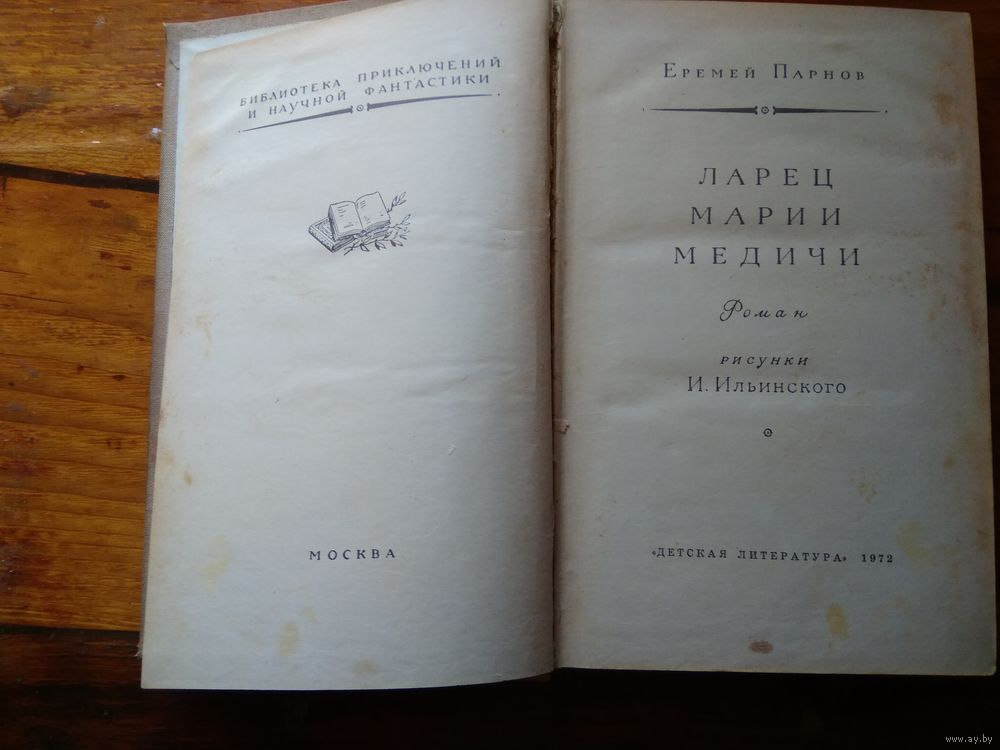 БИБЛИОТЕКА ПРИКЛЮЧЕНИЙ
И НАУЧНОЙ ФАНТАСТИКИ
МОСКВА
ЕРЕМЕЙ ПАРНОВ
ЛАРЕЦ
МАРИИ
МЕДИЧИ
Роман
РИСУНКИ
И. ИЛЬИНСКОГО
«ДЕТСКАЯ ЛИТЕРАТУРА» 1972
www.ay.by